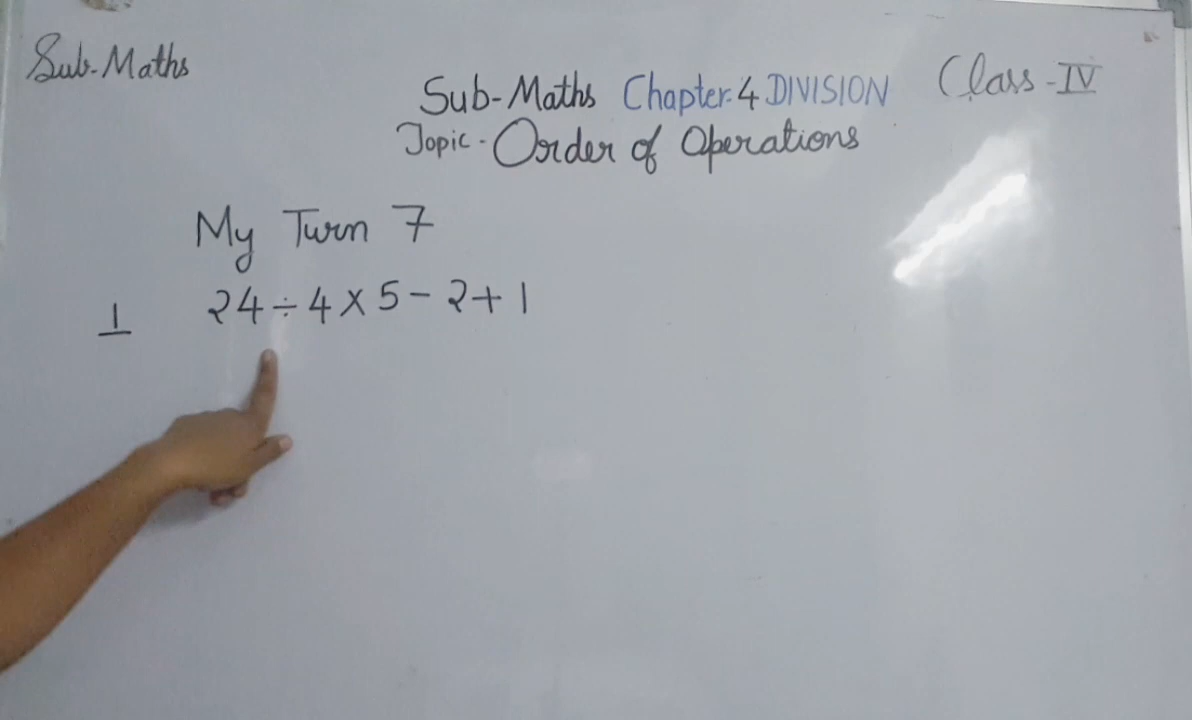 Sub-Maths
Sub-Maths Chapter-4 DIVISION Class-IV
Topic-Order of Operations
My Turn 7
1 24÷4×5-2+1